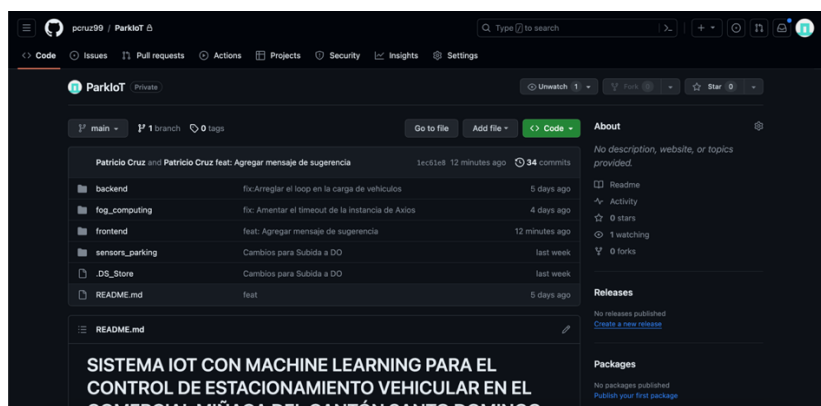 pcruz99 / ParkIoT
Type / to search
Code Issues Pull requests Actions Projects Security Insights Settings
ParkIoT Private
Unwatch 1 Fork 0 Star 0
main 1 branch 0 tags Go to file Add file Code
Patricio Cruz and Patricio Cruz feat: Agregar mensaje de sugerencia 1ec61e8 12 minutes ago 34 commits
backend fix:Arreglar el loop en la carga de vehiculos 5 days ago
fog_computing fix: Amentar el timeout de la instancia de Axios 4 days ago
frontend feat: Agregar mensaje de sugerencia 12 minutes ago
sensors_parking Cambios para Subida a DO last week
.DS_Store Cambios para Subida a DO last week
README.md feat 5 days ago
README.md
SISTEMA IOT CON MACHINE LEARNING PARA EL
CONTROL DE ESTACIONAMIENTO VEHICULAR EN EL
COMERCIAL MIÑACA DEL CANTÓN SANTO DOMINGO
About
No description, website, or topics
provided.
Readme
Activity
0 stars
1 watching
0 forks
Releases
No releases published
Create a new release
Packages
No packages published
Publish your first package